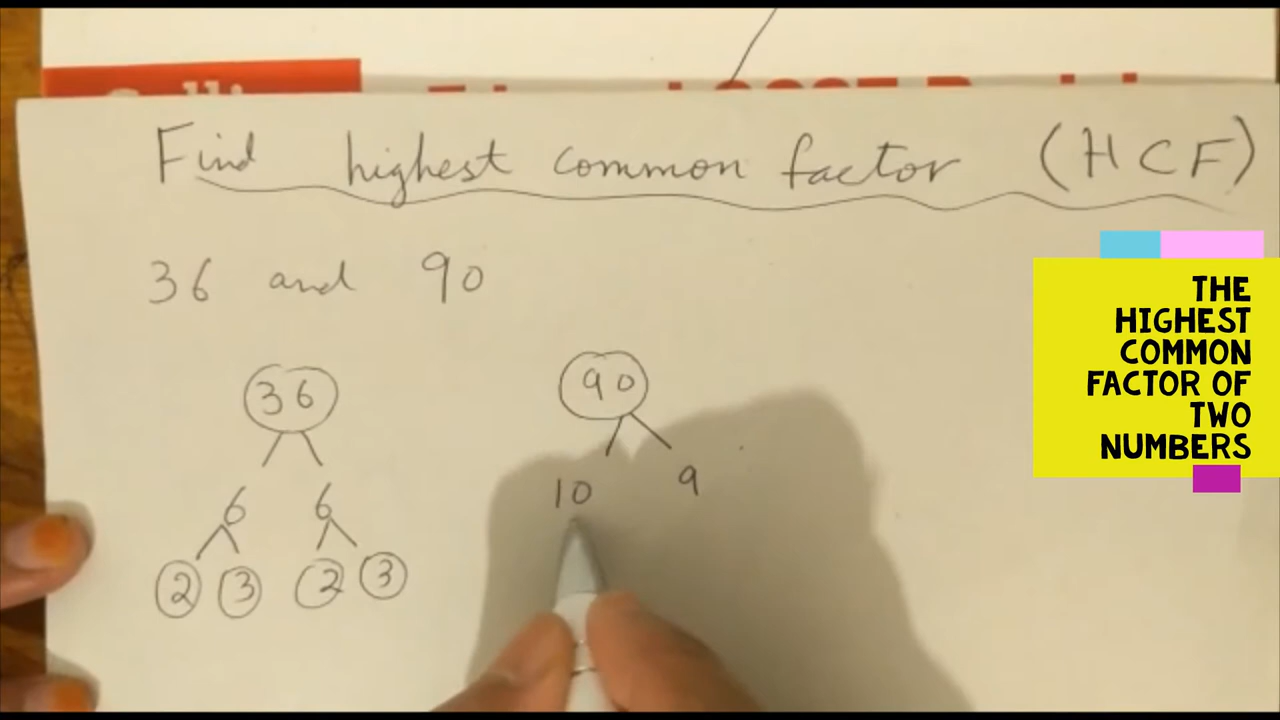 Find highest common factor (HCF)
36 and 90
36
90
6 6
10 9
2 3 2 3
THE
HIGHEST
COMMON
FACTOR OF
TWO
NUMBERS